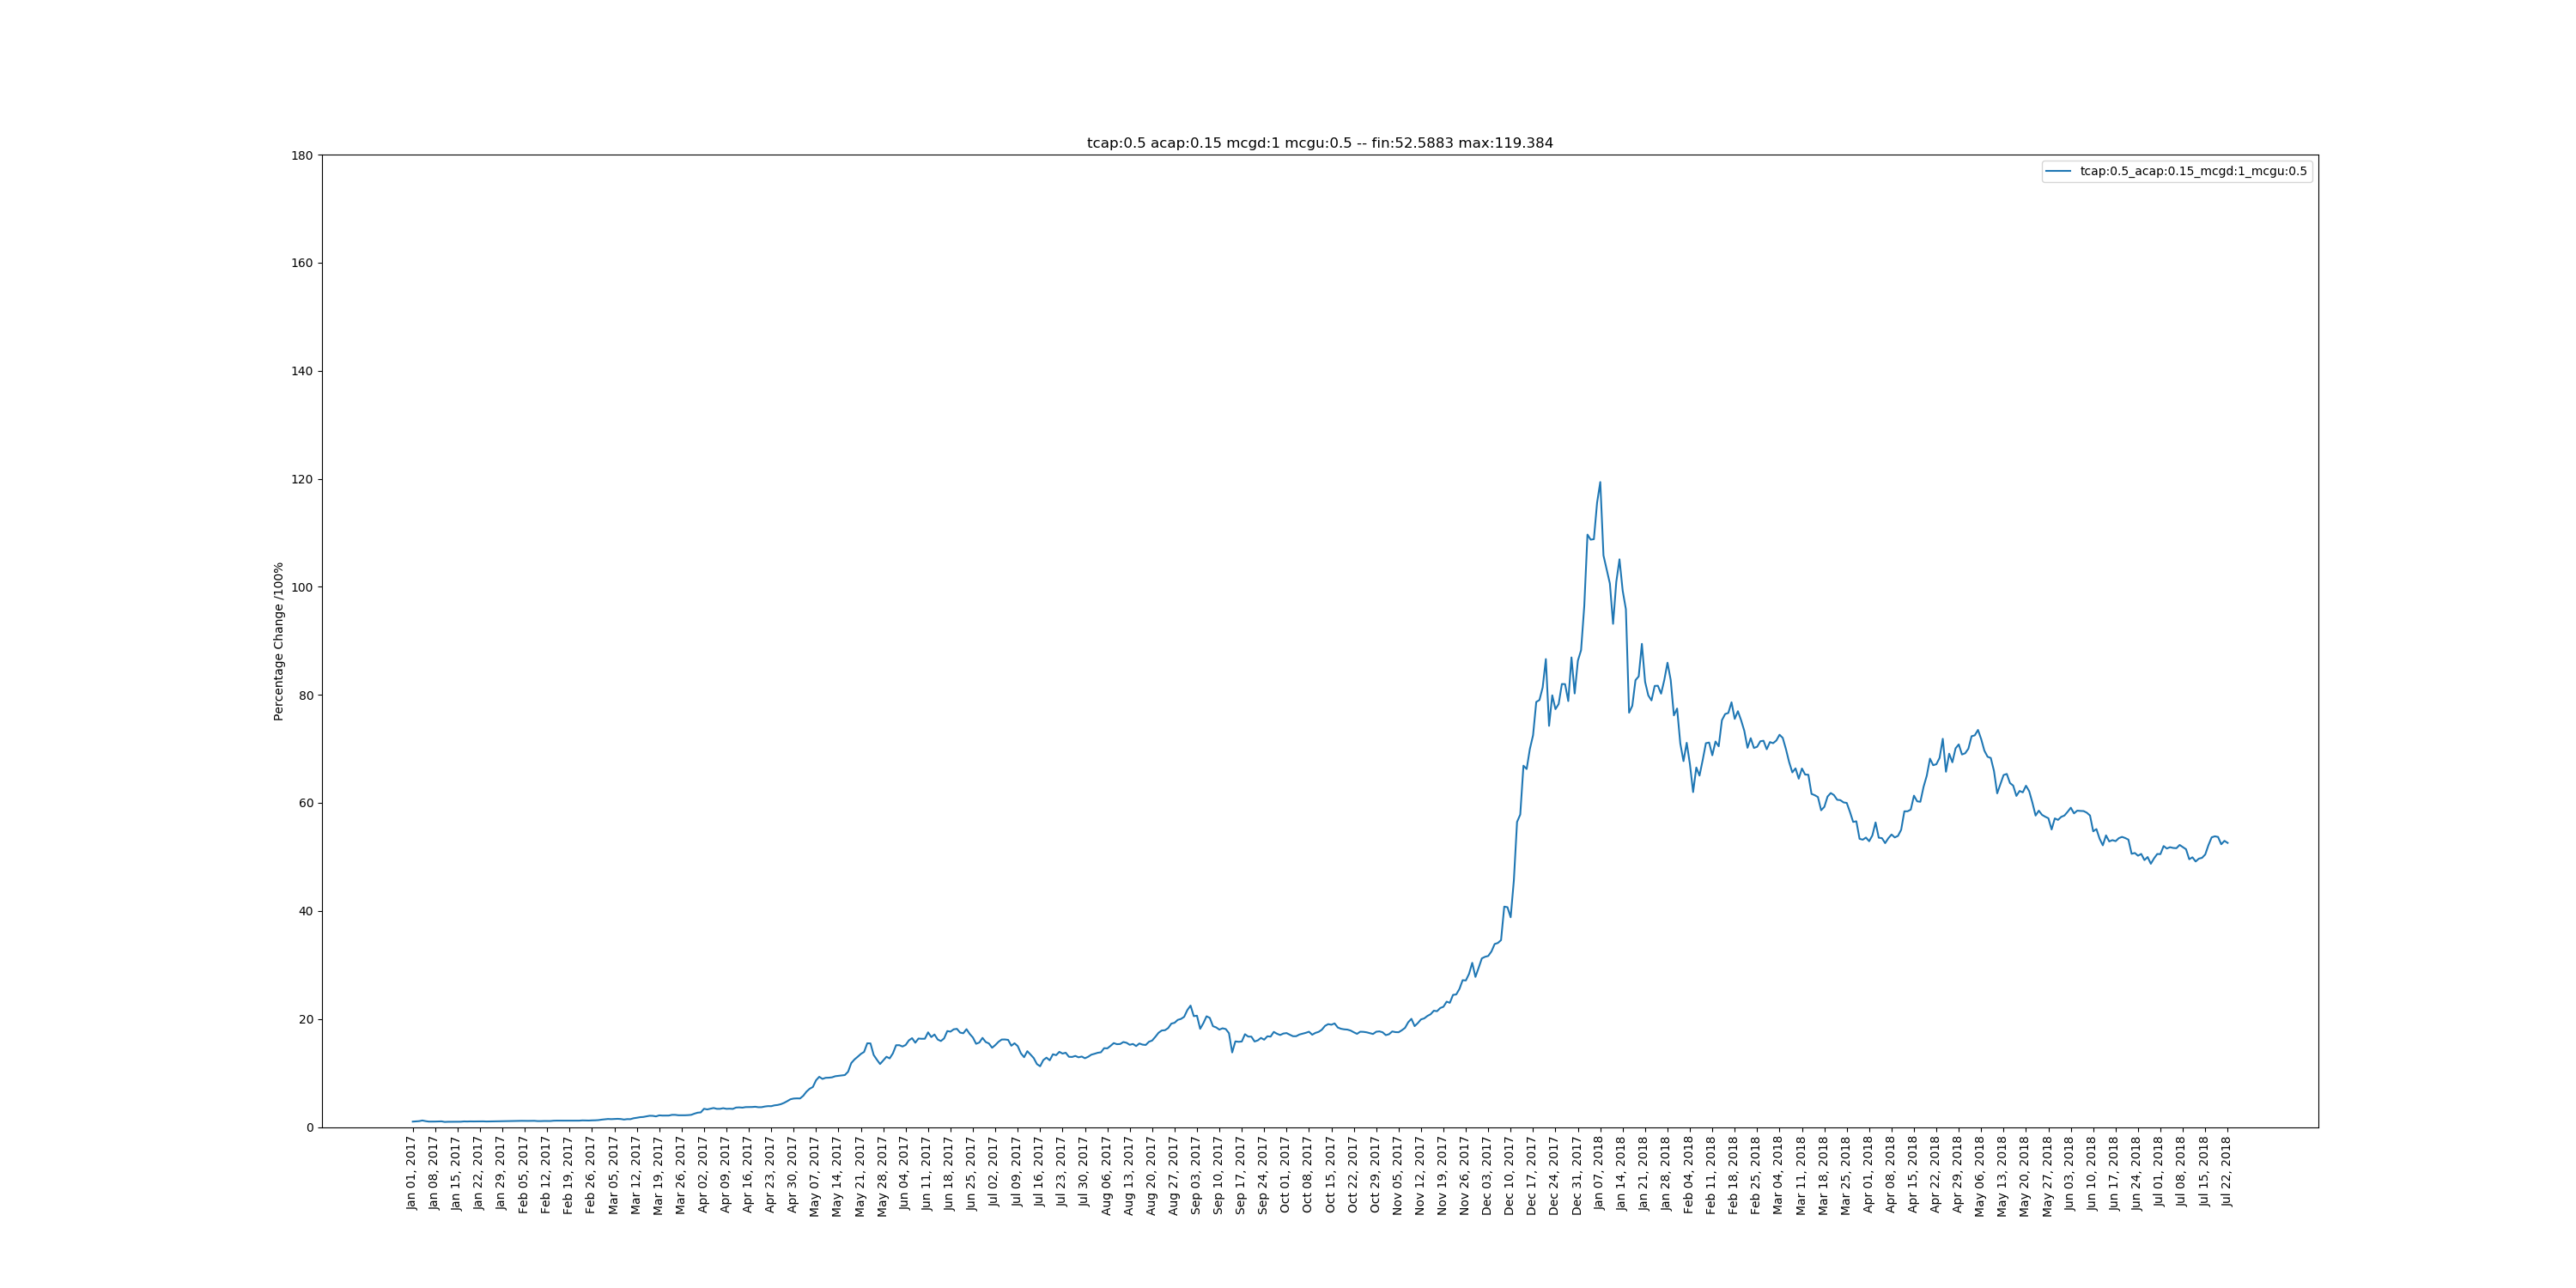 tcap:0.5 acap:0.15 mcgd:1 mcgu:0.5 -- fin:52.5883 max:119.384
tcap:0.5_acap:0.15_mcgd:1_mcgu:0.5
Percentage Change /100%
180
160
140
120
100
80
60
40
20
0
Jan 01, 2017
Jan 08, 2017
Jan 15, 2017
Jan 22, 2017
Jan 29, 2017
Feb 05, 2017
Feb 12, 2017
Feb 19, 2017
Feb 26, 2017
Mar 05, 2017
Mar 12, 2017
Mar 19, 2017
Mar 26, 2017
Apr 02, 2017
Apr 09, 2017
Apr 16, 2017
Apr 23, 2017
Apr 30, 2017
May 07, 2017
May 14, 2017
May 21, 2017
May 28, 2017
Jun 04, 2017
Jun 11, 2017
Jun 18, 2017
Jun 25, 2017
Jul 02, 2017
Jul 09, 2017
Jul 16, 2017
Jul 23, 2017
Jul 30, 2017
Aug 06, 2017
Aug 13, 2017
Aug 20, 2017
Aug 27, 2017
Sep 03, 2017
Sep 10, 2017
Sep 17, 2017
Sep 24, 2017
Oct 01, 2017
Oct 08, 2017
Oct 15, 2017
Oct 22, 2017
Oct 29, 2017
Nov 05, 2017
Nov 12, 2017
Nov 19, 2017
Nov 26, 2017
Dec 03, 2017
Dec 10, 2017
Dec 17, 2017
Dec 24, 2017
Dec 31, 2017
Jan 07, 2018
Jan 14, 2018
Jan 21, 2018
Jan 28, 2018
Feb 04, 2018
Feb 11, 2018
Feb 18, 2018
Feb 25, 2018
Mar 04, 2018
Mar 11, 2018
Mar 18, 2018
Mar 25, 2018
Apr 01, 2018
Apr 08, 2018
Apr 15, 2018
Apr 22, 2018
Apr 29, 2018
May 06, 2018
May 13, 2018
May 20, 2018
May 27, 2018
Jun 03, 2018
Jun 10, 2018
Jun 17, 2018
Jun 24, 2018
Jul 01, 2018
Jul 08, 2018
Jul 15, 2018
Jul 22, 2018